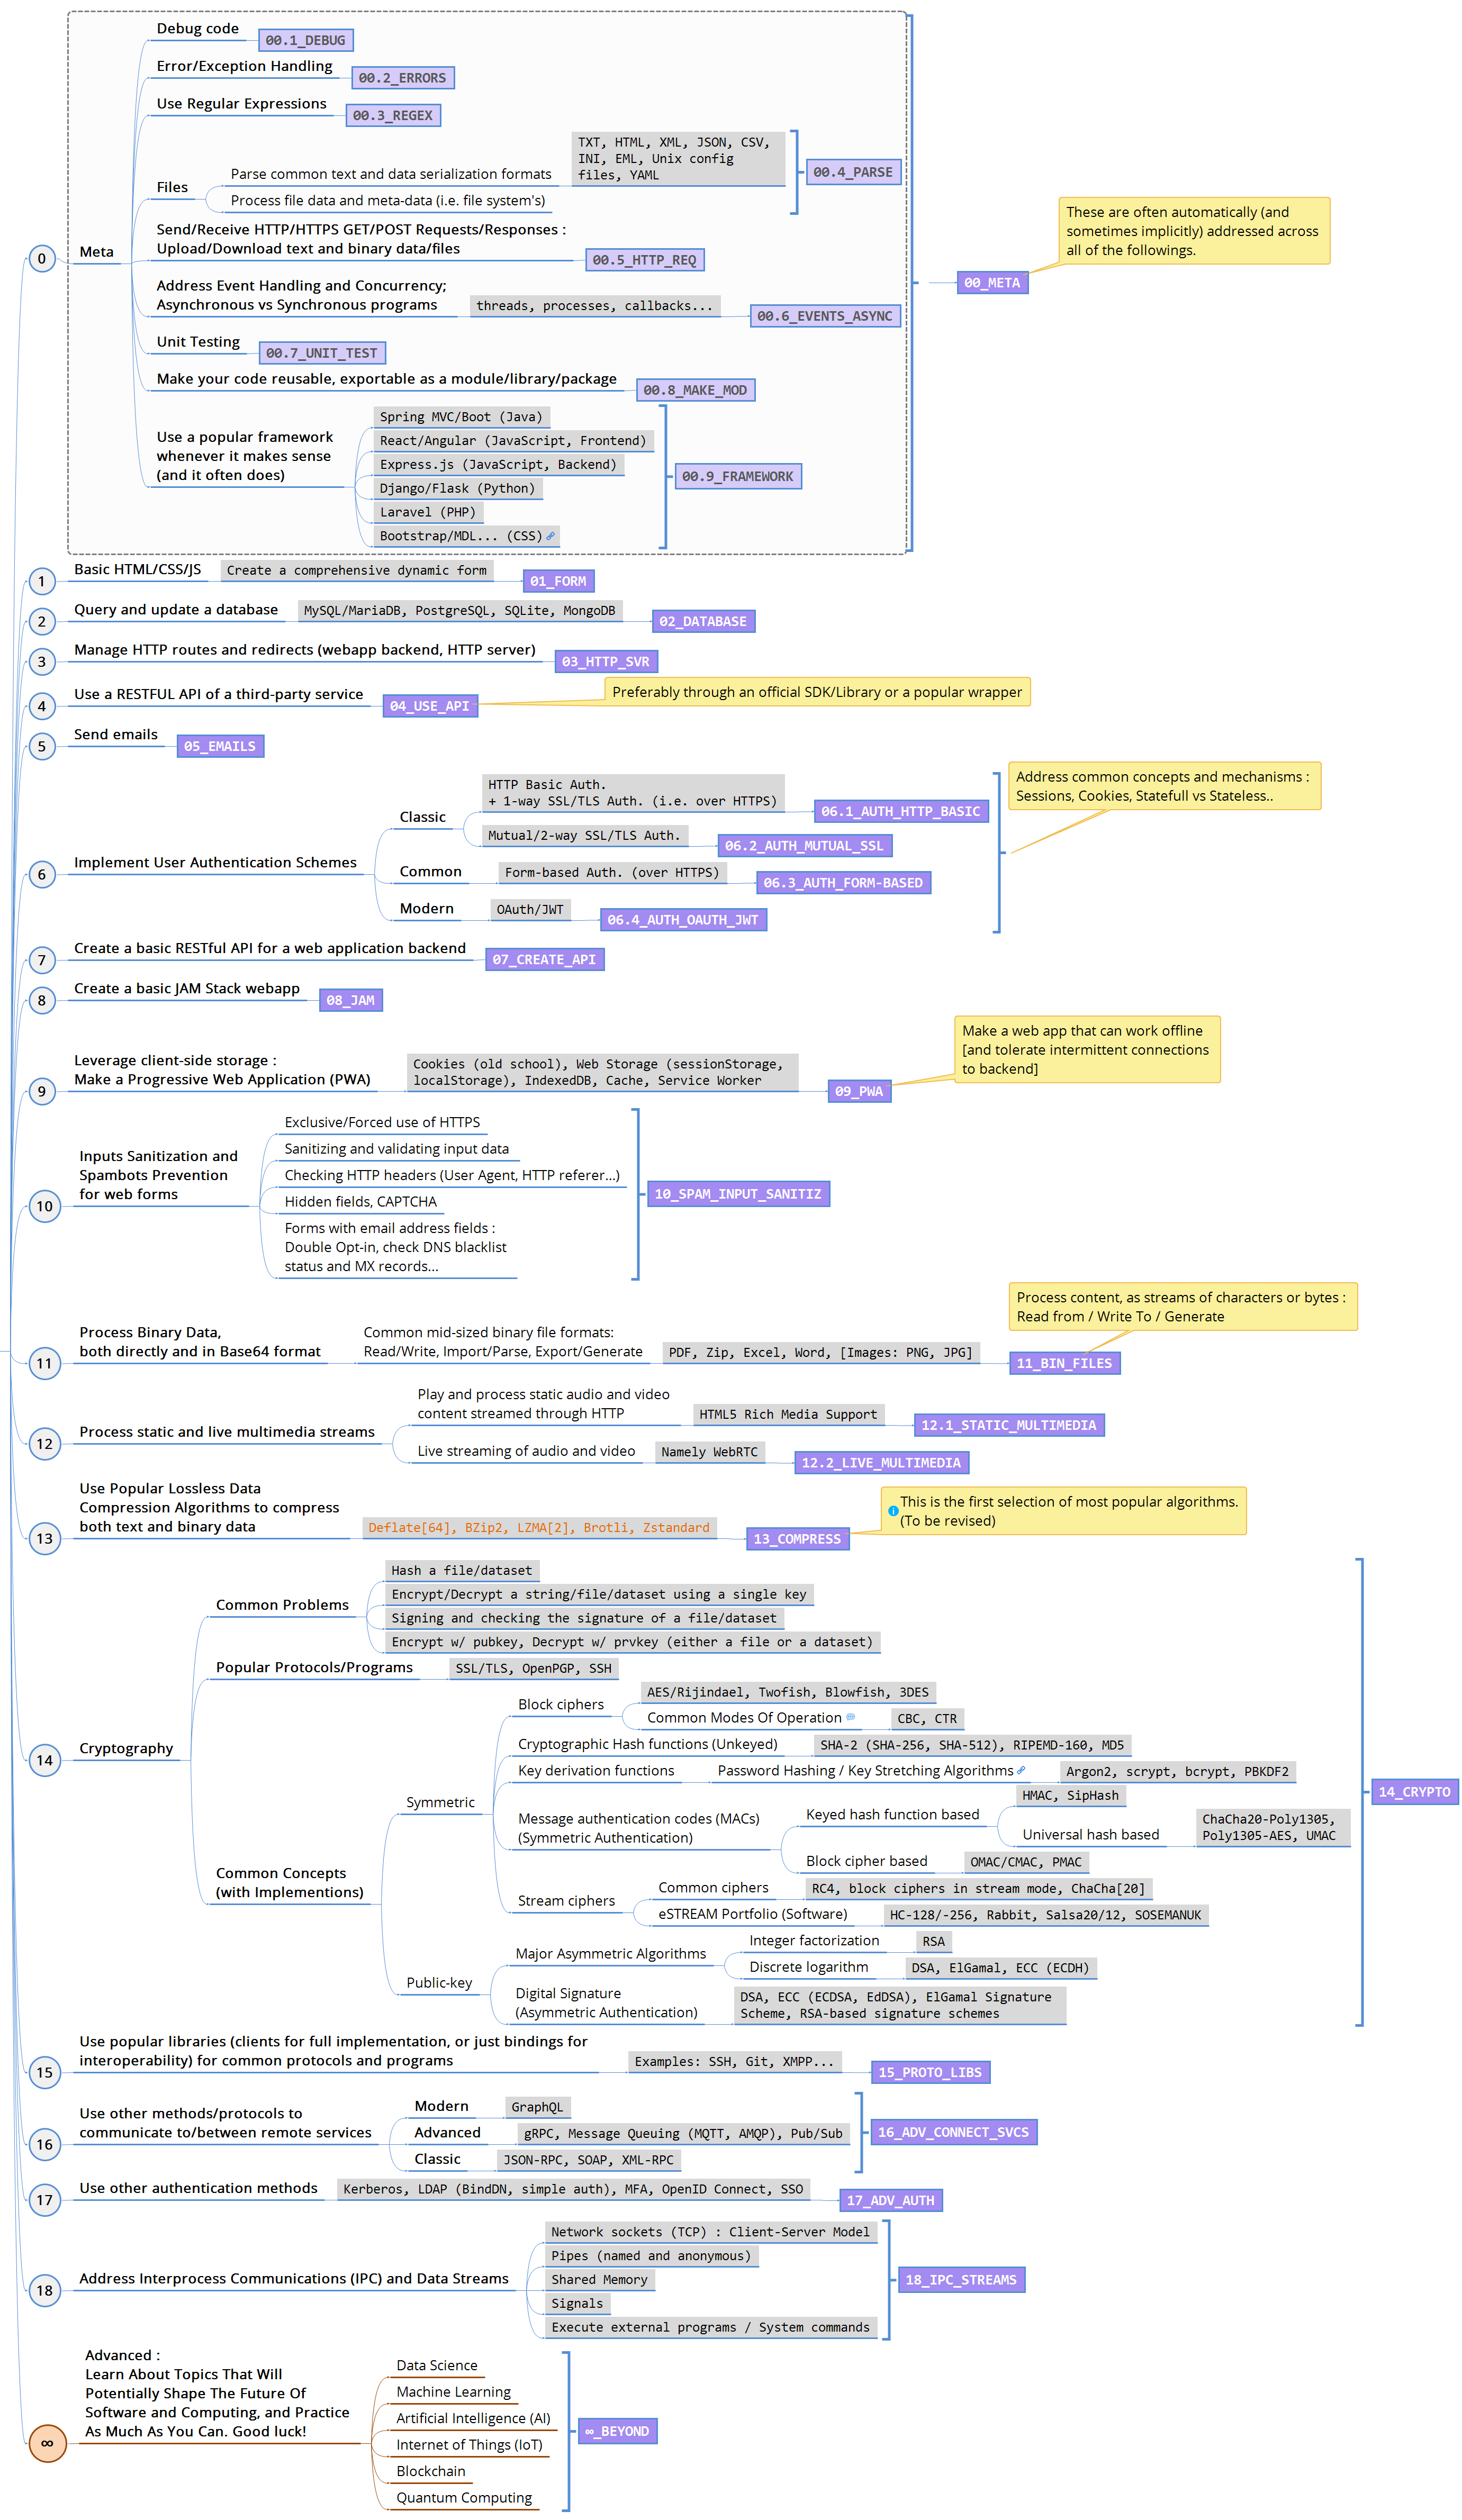 Debug code
00.1_DEBUG
Error/Exception Handling
00.2_ERRORS
Use Regular Expressions
00.3_REGEX
Files
Parse common text and data serialization formats
TXT, HTML, XML, JSON, CSV,
INI, EML, Unix config
files, YAML
Process file data and meta-data (i.e. file system's)
00.4_PARSE
0
Meta
Send/Receive HTTP/HTTPS GET/POST Requests/Responses :
Upload/Download text and binary data/files
00.5_HTTP_REQ
Address Event Handling and Concurrency;
Asynchronous vs Synchronous programs
threads, processes, callbacks...
00.6_EVENTS_ASYNC
Unit Testing
00.7_UNIT_TEST
Make your code reusable, exportable as a module/library/package
00.8_MAKE_MOD
Use a popular framework
whenever it makes sense
(and it often does)
Spring MVC/Boot (Java)
React/Angular (JavaScript, Frontend)
Express.js (JavaScript, Backend)
Django/Flask (Python)
Laravel (PHP)
Bootstrap/MDL... (CSS)
00.9_FRAMEWORK
00_META
These are often automatically (and
sometimes implicitly) addressed across
all of the followings.
1
Basic HTML/CSS/JS
Create a comprehensive dynamic form
01_FORM
2
Query and update a database
MySQL/MariaDB, PostgreSQL, SQLite, MongoDB
02_DATABASE
3
Manage HTTP routes and redirects (webapp backend, HTTP server)
03_HTTP_SVR
4
Use a RESTFUL API of a third-party service
04_USE_API
Preferably through an official SDK/Library or a popular wrapper
5
Send emails
05_EMAILS
6
Implement User Authentication Schemes
Classic
HTTP Basic Auth.
+ 1-way SSL/TLS Auth. (i.e. over HTTPS)
06.1_AUTH_HTTP_BASIC
Mutual/2-way SSL/TLS Auth.
06.2_AUTH_MUTUAL_SSL
Common
Form-based Auth. (over HTTPS)
06.3_AUTH_FORM-BASED
Modern
OAuth/JWT
06.4_AUTH_OAUTH_JWT
Address common concepts and mechanisms :
Sessions, Cookies, Statefull vs Stateless..
7
Create a basic RESTful API for a web application backend
07_CREATE_API
8
Create a basic JAM Stack webapp
08_JAM
9
Leverage client-side storage :
Make a Progressive Web Application (PWA)
Cookies (old school), Web Storage (sessionStorage,
localStorage), IndexedDB, Cache, Service Worker
09_PWA
Make a web app that can work offline
[and tolerate intermittent connections
to backend]
10
Inputs Sanitization and
Spambots Prevention
for web forms
Exclusive/Forced use of HTTPS
Sanitizing and validating input data
Checking HTTP headers (User Agent, HTTP referer...)
Hidden fields, CAPTCHA
Forms with email address fields :
Double Opt-in, check DNS blacklist
status and MX records...
10_SPAM_INPUT_SANITIZ
11
Process Binary Data,
both directly and in Base64 format
Common mid-sized binary file formats:
Read/Write, Import/Parse, Export/Generate
PDF, Zip, Excel, Word, [Images: PNG, JPG]
11_BIN_FILES
Process content, as streams of characters or bytes :
Read from / Write To / Generate
12
Process static and live multimedia streams
Play and process static audio and video
content streamed through HTTP
HTML5 Rich Media Support
12.1_STATIC_MULTIMEDIA
Live streaming of audio and video
Namely WebRTC
12.2_LIVE_MULTIMEDIA
13
Use Popular Lossless Data
Compression Algorithms to compress
both text and binary data
Deflate[64], BZip2, LZMA[2], Brotli, Zstandard
13_COMPRESS
This is the first selection of most popular algorithms.
(To be revised)
14
Cryptography
Common Problems
Hash a file/dataset
Encrypt/Decrypt a string/file/dataset using a single key
Signing and checking the signature of a file/dataset
Encrypt w/ pubkey, Decrypt w/ prvkey (either a file or a dataset)
Popular Protocols/Programs
SSL/TLS, OpenPGP, SSH
Common Concepts
(with Implementions)
Symmetric
Block ciphers
AES/Rijindael, Twofish, Blowfish, 3DES
Common Modes Of Operation
CBC, CTR
Cryptographic Hash functions (Unkeyed)
SHA-2 (SHA-256, SHA-512), RIPEMD-160, MD5
Key derivation functions
Password Hashing / Key Stretching Algorithms
Argon2, scrypt, bcrypt, PBKDF2
Message authentication codes (MACs)
(Symmetric Authentication)
Keyed hash function based
HMAC, SipHash
Universal hash based
ChaCha20-Poly1305,
Poly1305-AES, UMAC
Block cipher based
OMAC/CMAC, PMAC
Stream ciphers
Common ciphers
RC4, block ciphers in stream mode, ChaCha[20]
eSTREAM Portfolio (Software)
HC-128/-256, Rabbit, Salsa20/12, SOSEMANUK
Public-key
Major Asymmetric Algorithms
Integer factorization
RSA
Discrete logarithm
DSA, ElGamal, ECC (ECDH)
Digital Signature
(Asymmetric Authentication)
DSA, ECC (ECDSA, EdDSA), ElGamal Signature
Scheme, RSA-based signature schemes
14_CRYPTO
15
Use popular libraries (clients for full implementation, or just bindings for
interoperability) for common protocols and programs
Examples: SSH, Git, XMPP...
15_PROTO_LIBS
16
Use other methods/protocols to
communicate to/between remote services
Modern
GraphQL
Advanced
gRPC, Message Queuing (MQTT, AMQP), Pub/Sub
Classic
JSON-RPC, SOAP, XML-RPC
16_ADV_CONNECT_SVCS
17
Use other authentication methods
Kerberos, LDAP (BindDN, simple auth), MFA, OpenID Connect, SSO
17_ADV_AUTH
18
Address Interprocess Communications (IPC) and Data Streams
Network sockets (TCP) : Client-Server Model
Pipes (named and anonymous)
Shared Memory
Signals
Execute external programs / System commands
18_IPC_STREAMS
∞
Advanced :
Learn About Topics That Will
Potentially Shape The Future Of
Software and Computing, and Practice
As Much As You Can. Good luck!
Data Science
Machine Learning
Artificial Intelligence (AI)
Internet of Things (IoT)
Blockchain
Quantum Computing
∞_BEYOND